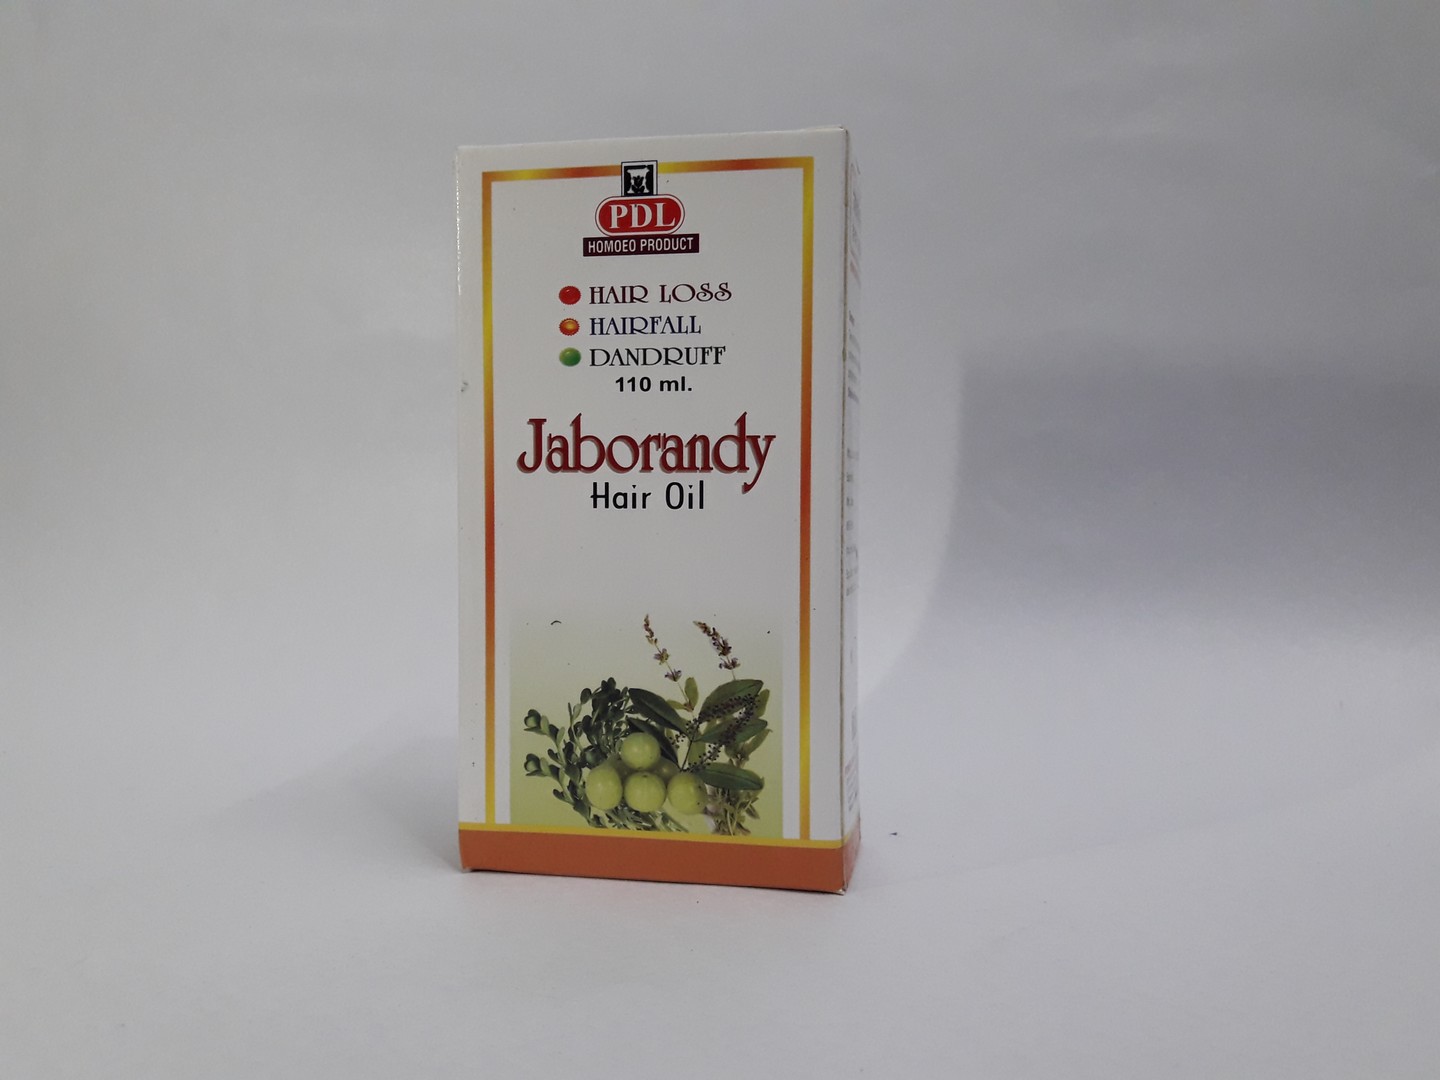 PDL
HOMOEO PRODUCT
HAIR LOSS
HAIRFALL
DANDRUFF
110 ml.
Jaborandy
Hair Oil